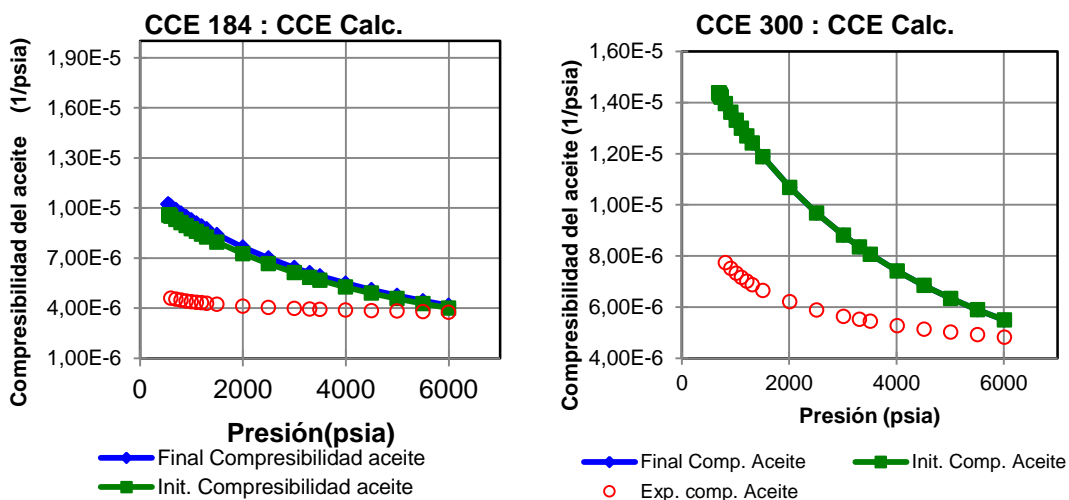 CCE 184 : CCE Calc.
Compresibilidad del aceite (1/psia)
1,90E-5
1,60E-5
1,30E-5
1,00E-5
7,00E-6
4,00E-6
1,00E-6
0 2000 4000 6000
Presión(psia)
Final Compresibilidad aceite
Init. Compresibilidad aceite
CCE 300 : CCE Calc.
Compresibilidad del aceite (1/psia)
1,60E-5
1,40E-5
1,20E-5
1,00E-5
8,00E-6
6,00E-6
4,00E-6
0 2000 4000 6000
Presión (psia)
Final Comp. Aceite Init. Comp. Aceite
Exp. comp. Aceite